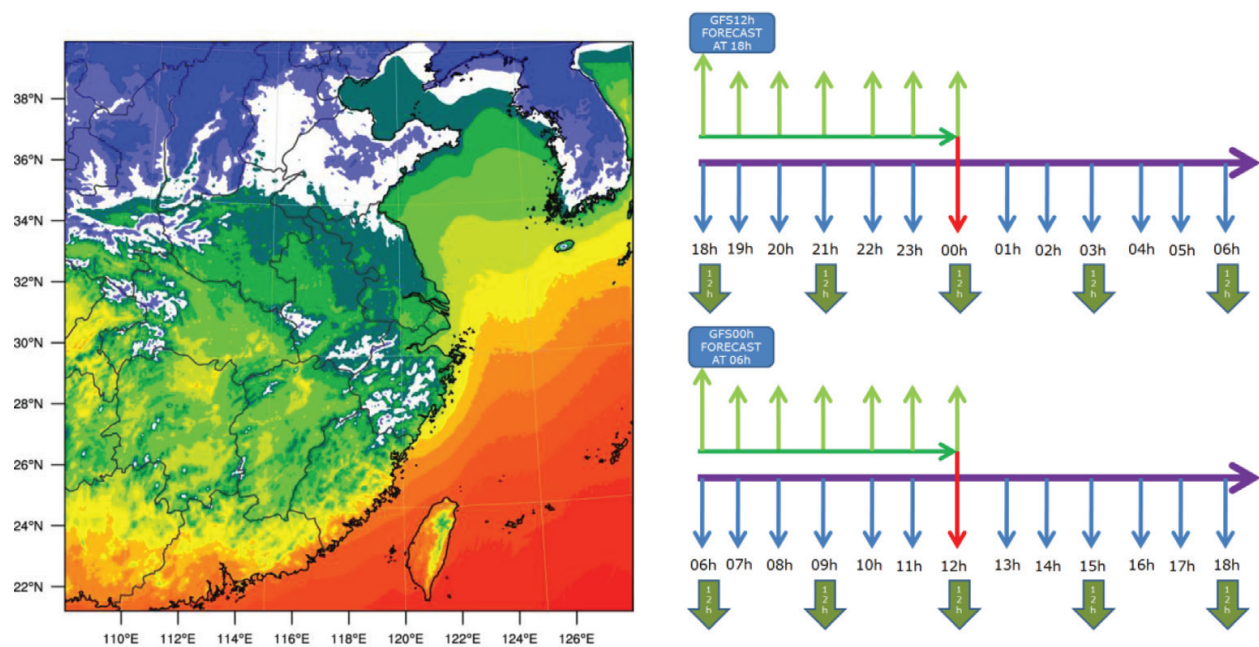 38°N
36°N
34°N
32°N
30°N
28°N
26°N
24°N
22°N
110°E 112°E 114°E 116°E 118°E 120°E 122°E 124°E 126°E
GFS12h
FORECAST
AT 18h
18h 19h 20h 21h 22h 23h 00h 01h 02h 03h 04h 05h 06h
12h 12h 12h 12h 12h
GFS00h
FORECAST
AT 06h
06h 07h 08h 09h 10h 11h 12h 13h 14h 15h 16h 17h 18h
12h 12h 12h 12h 12h